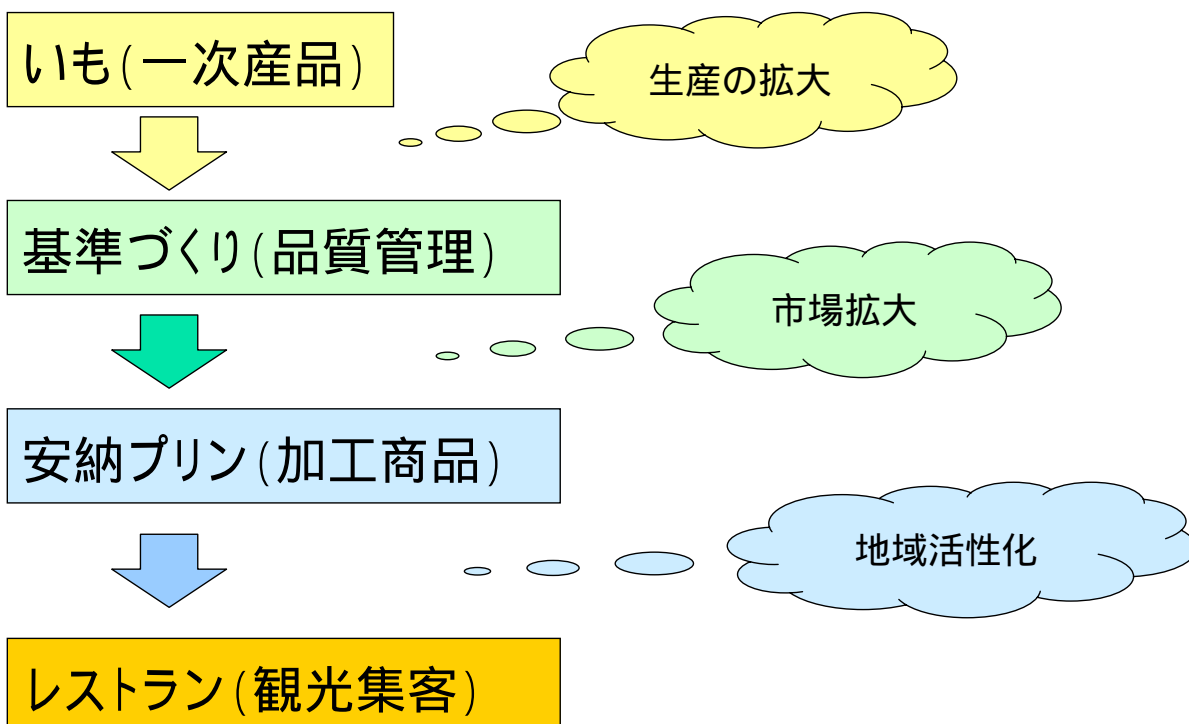 いも(一次産品)
生産の拡大
基準づくり(品質管理)
市場拡大
安納プリン(加工商品)
地域活性化
レストラン(観光集客)